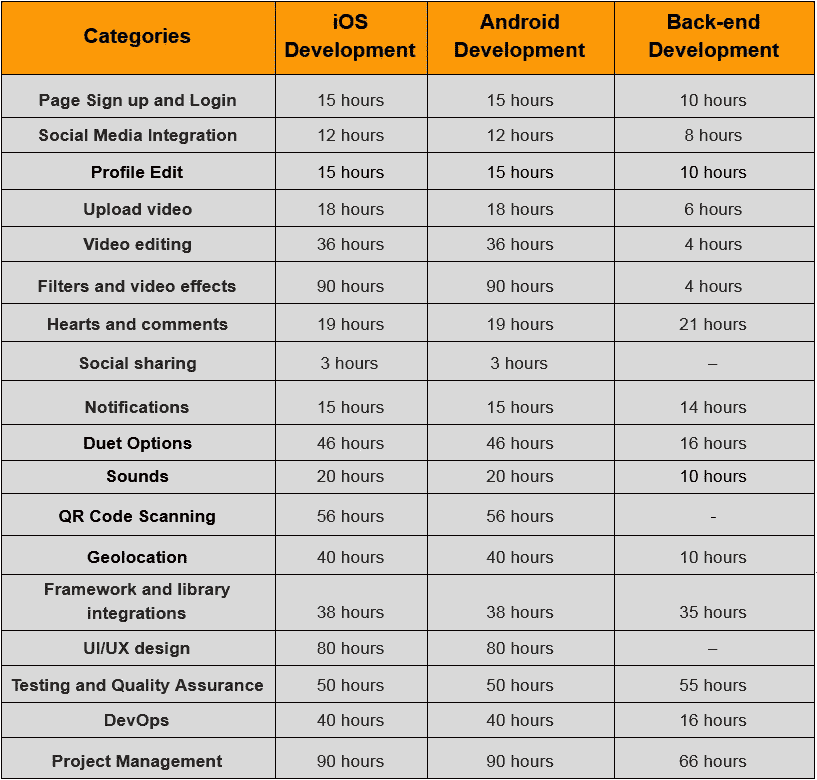 Categories iOS Development Android Development Back-end Development
Page Sign up and Login 15 hours 15 hours 10 hours
Social Media Integration 12 hours 12 hours 8 hours
Profile Edit 15 hours 15 hours 10 hours
Upload video 18 hours 18 hours 6 hours
Video editing 36 hours 36 hours 4 hours
Filters and video effects 90 hours 90 hours 4 hours
Hearts and comments 19 hours 19 hours 21 hours
Social sharing 3 hours 3 hours –
Notifications 15 hours 15 hours 14 hours
Duet Options 46 hours 46 hours 16 hours
Sounds 20 hours 20 hours 10 hours
QR Code Scanning 56 hours 56 hours -
Geolocation 40 hours 40 hours 10 hours
Framework and library
integrations 38 hours 38 hours 35 hours
UI/UX design 80 hours 80 hours –
Testing and Quality Assurance 50 hours 50 hours 55 hours
DevOps 40 hours 40 hours 16 hours
Project Management 90 hours 90 hours 66 hours